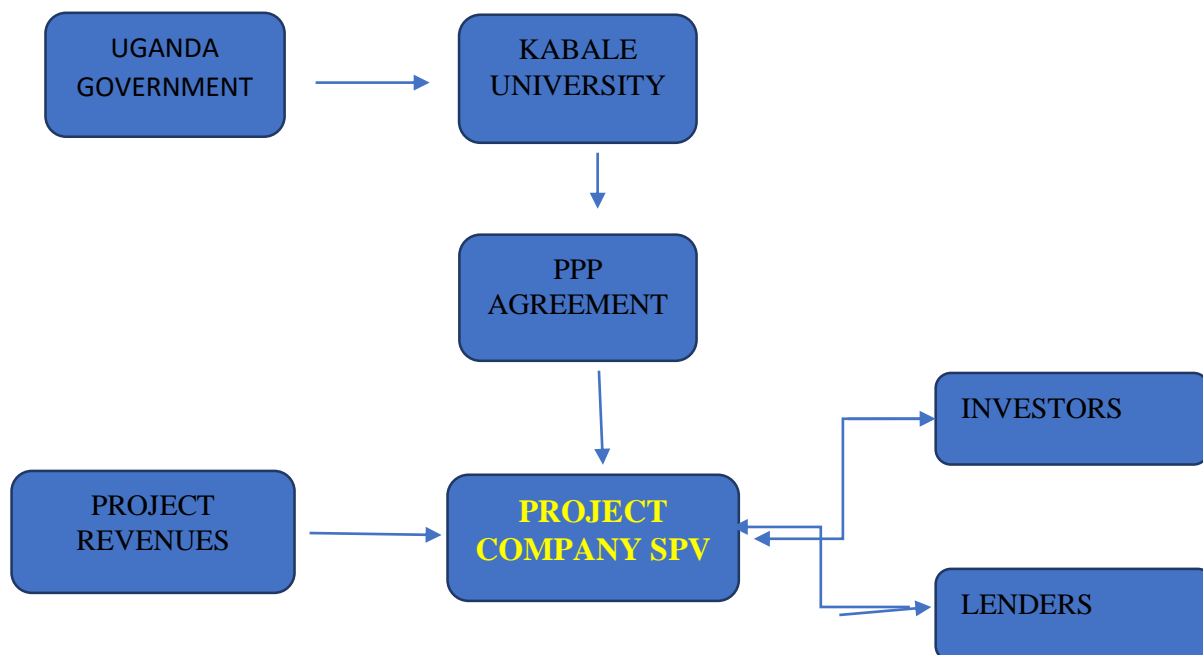 UGANDA
GOVERNMENT
KABALE
UNIVERSITY
PPP
AGREEMENT
INVESTORS
PROJECT
REVENUES
PROJECT
COMPANY SPV
LENDERS